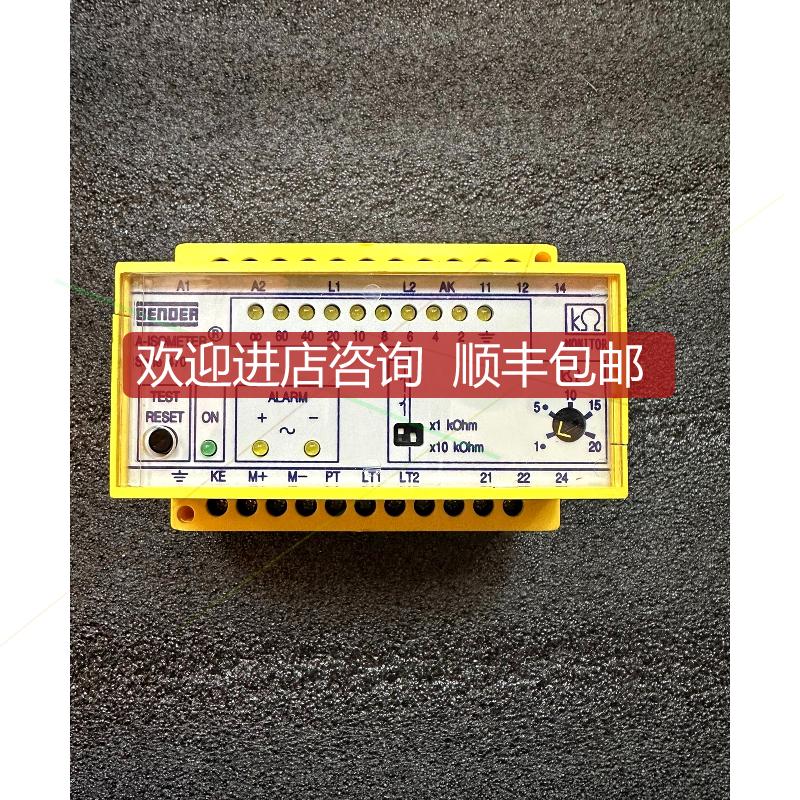 A1 A2 L1 L2 AK 11 12 14
BENDER
A-ISOMETER®
∞ 60 40 20 10 8 6 4 2
kΩ
MONITOR
欢迎进店咨询 顺丰包邮
TEST
RESET
ON
ALARM
+ −
~
x1 kOhm
x10 kOhm
10
5 15
1 20
KE M+ M− PT LT1 LT2 21 22 24